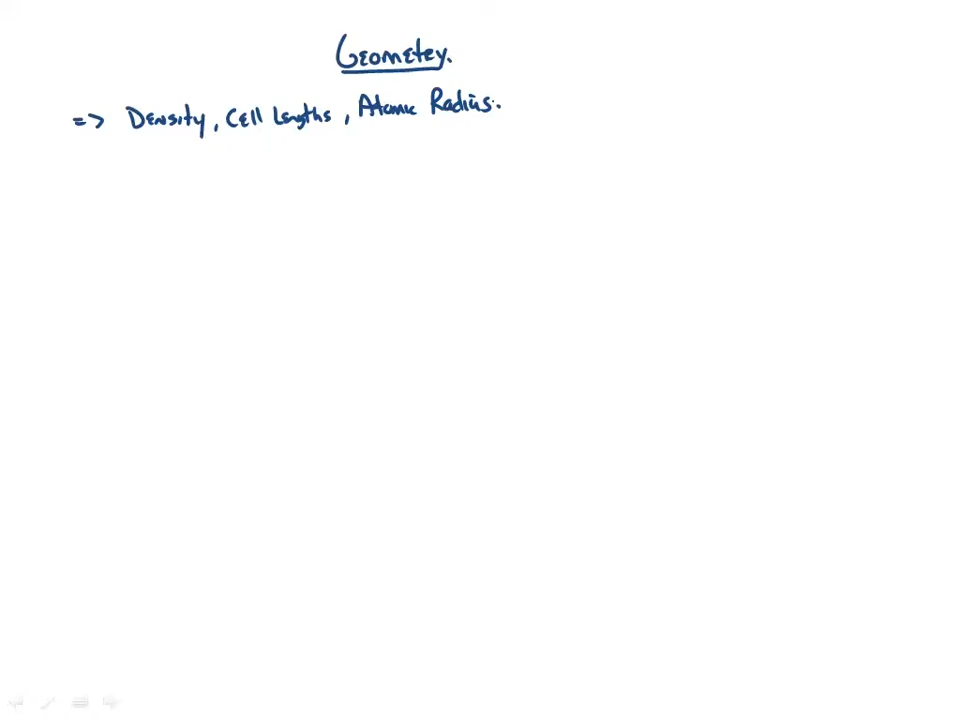 Geometry.
=> Density, Cell Lengths, Atomic Radius.